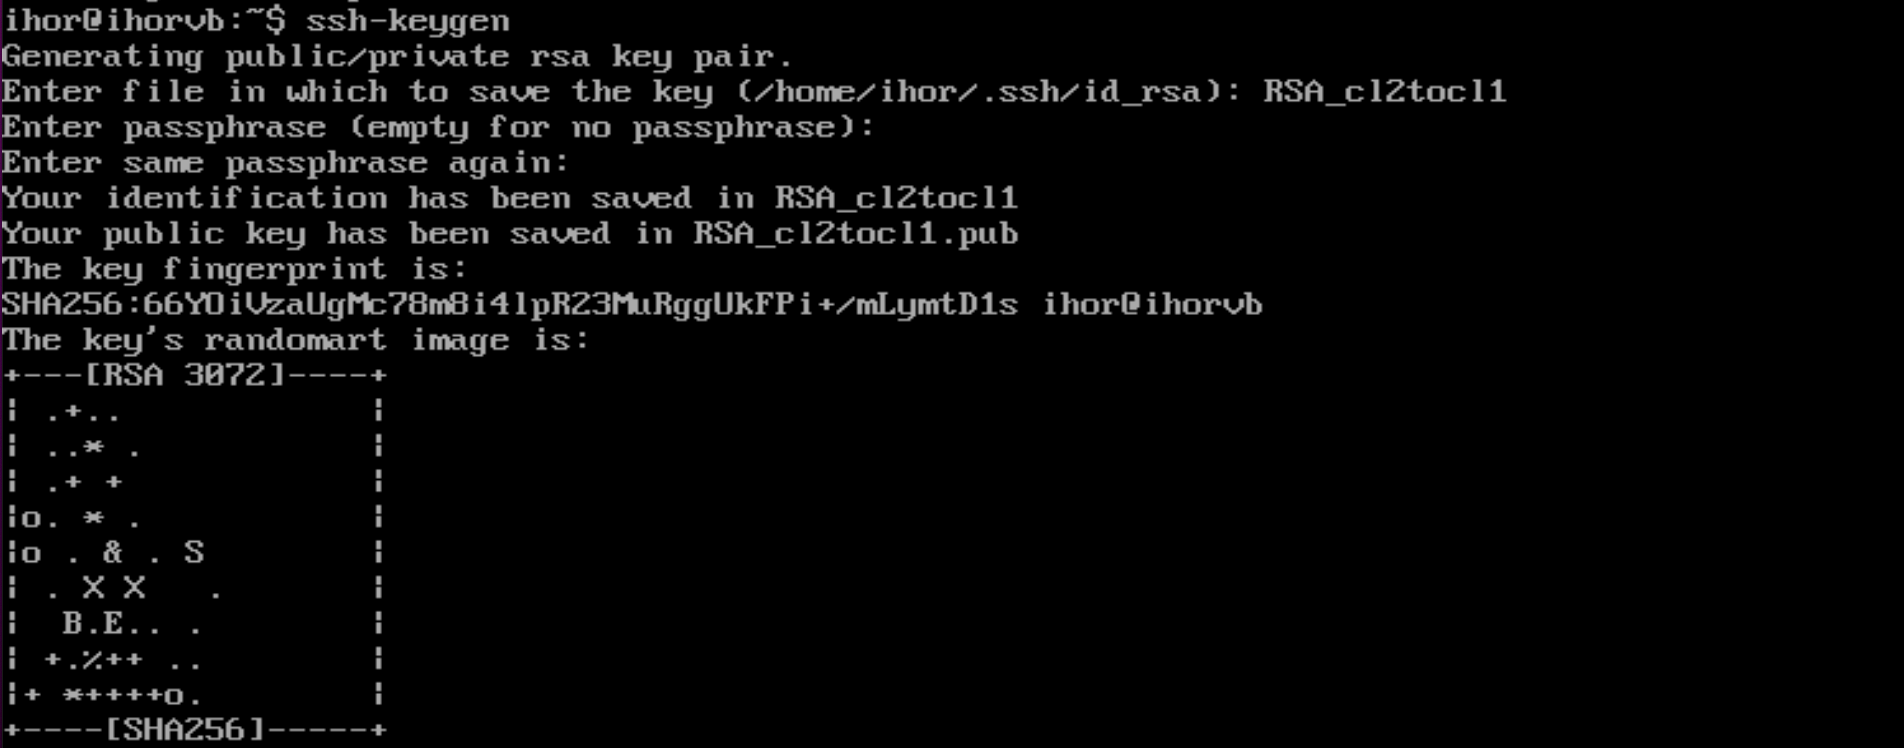 ihor@ihorvb:~$ ssh-keygen
Generating public/private rsa key pair.
Enter file in which to save the key (/home/ihor/.ssh/id_rsa): RSA_cl2tocl1
Enter passphrase (empty for no passphrase):
Enter same passphrase again:
Your identification has been saved in RSA_cl2tocl1
Your public key has been saved in RSA_cl2tocl1.pub
The key fingerprint is:
SHA256:66YOiVzaUgMc78m8i4lpR23MuRggUkFPi+/mLymtD1s ihor@ihorvb
The key's randomart image is:
+---[RSA 3072]----+
| .+..            |
| ..* .           |
| .+ +            |
|o. * .           |
|o . & . S        |
| . X X   .       |
|  B.E.. .        |
| +.%++ ..        |
|+ *++++o.        |
+----[SHA256]-----+